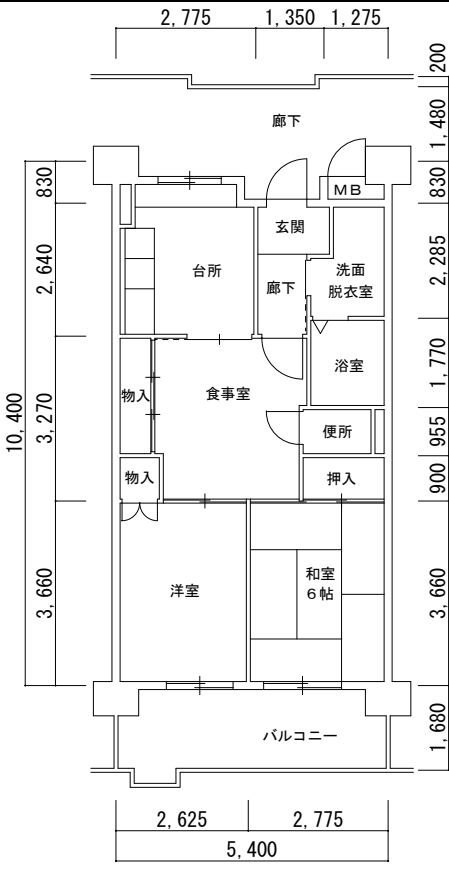 2,775
1,350
1,275
200
1,480
830
2,285
1,770
955
900
3,660
1,680
830
2,640
3,270
3,660
10,400
廊下
MB
玄関
台所
廊下
洗面
脱衣室
浴室
物入
食事室
便所
物入
押入
洋室
和室
6帖
バルコニー
2,625
2,775
5,400